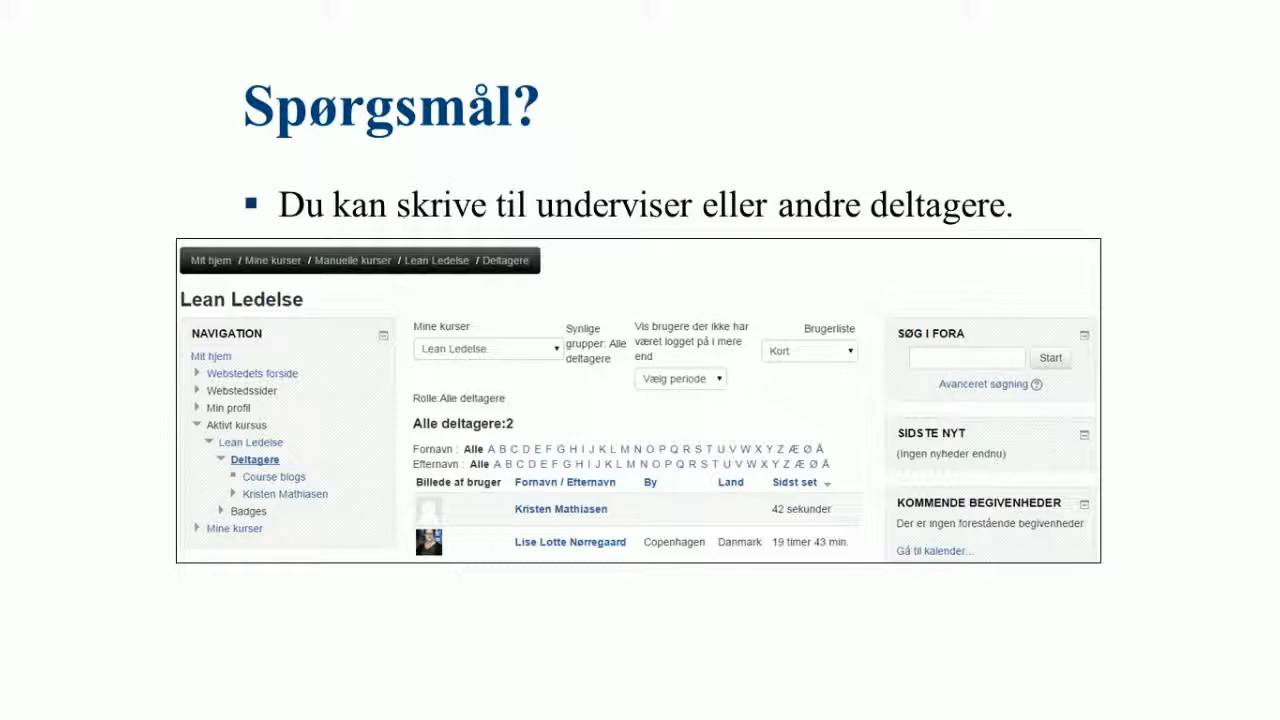 Spørgsmål?
▪ Du kan skrive til underviser eller andre deltagere.
Mit hjem / Mine kurser / Manuelle kurser / Lean Ledelse / Deltagere
Lean Ledelse
NAVIGATION
Mit hjem
Webstedets forside
Webstedssider
Min profil
Aktivt kursus
Lean Ledelse
Deltagere
Course blogs
Kristen Mathiasen
Badges
Mine kurser
Mine kurser
Lean Ledelse
Synlige
grupper: Alle
deltagere
Vis brugere der ikke har
været logget på i mere
end
Vælg periode
Brugerliste
Kort
Rolle:Alle deltagere
Alle deltagere:2
Fornavn : Alle A B C D E F G H I J K L M N O P Q R S T U V W X Y Z Æ Ø Å
Efternavn : Alle A B C D E F G H I J K L M N O P Q R S T U V W X Y Z Æ Ø Å
Billede af bruger Fornavn / Efternavn By Land Sidst set
Kristen Mathiasen 42 sekunder
Lise Lotte Nørregaard Copenhagen Danmark 19 timer 43 min.
SØG I FORA
Start
Avanceret søgning
SIDSTE NYT
(Ingen nyheder endnu)
KOMMENDE BEGIVENHEDER
Der er ingen forestående begivenheder
Gå til kalender...